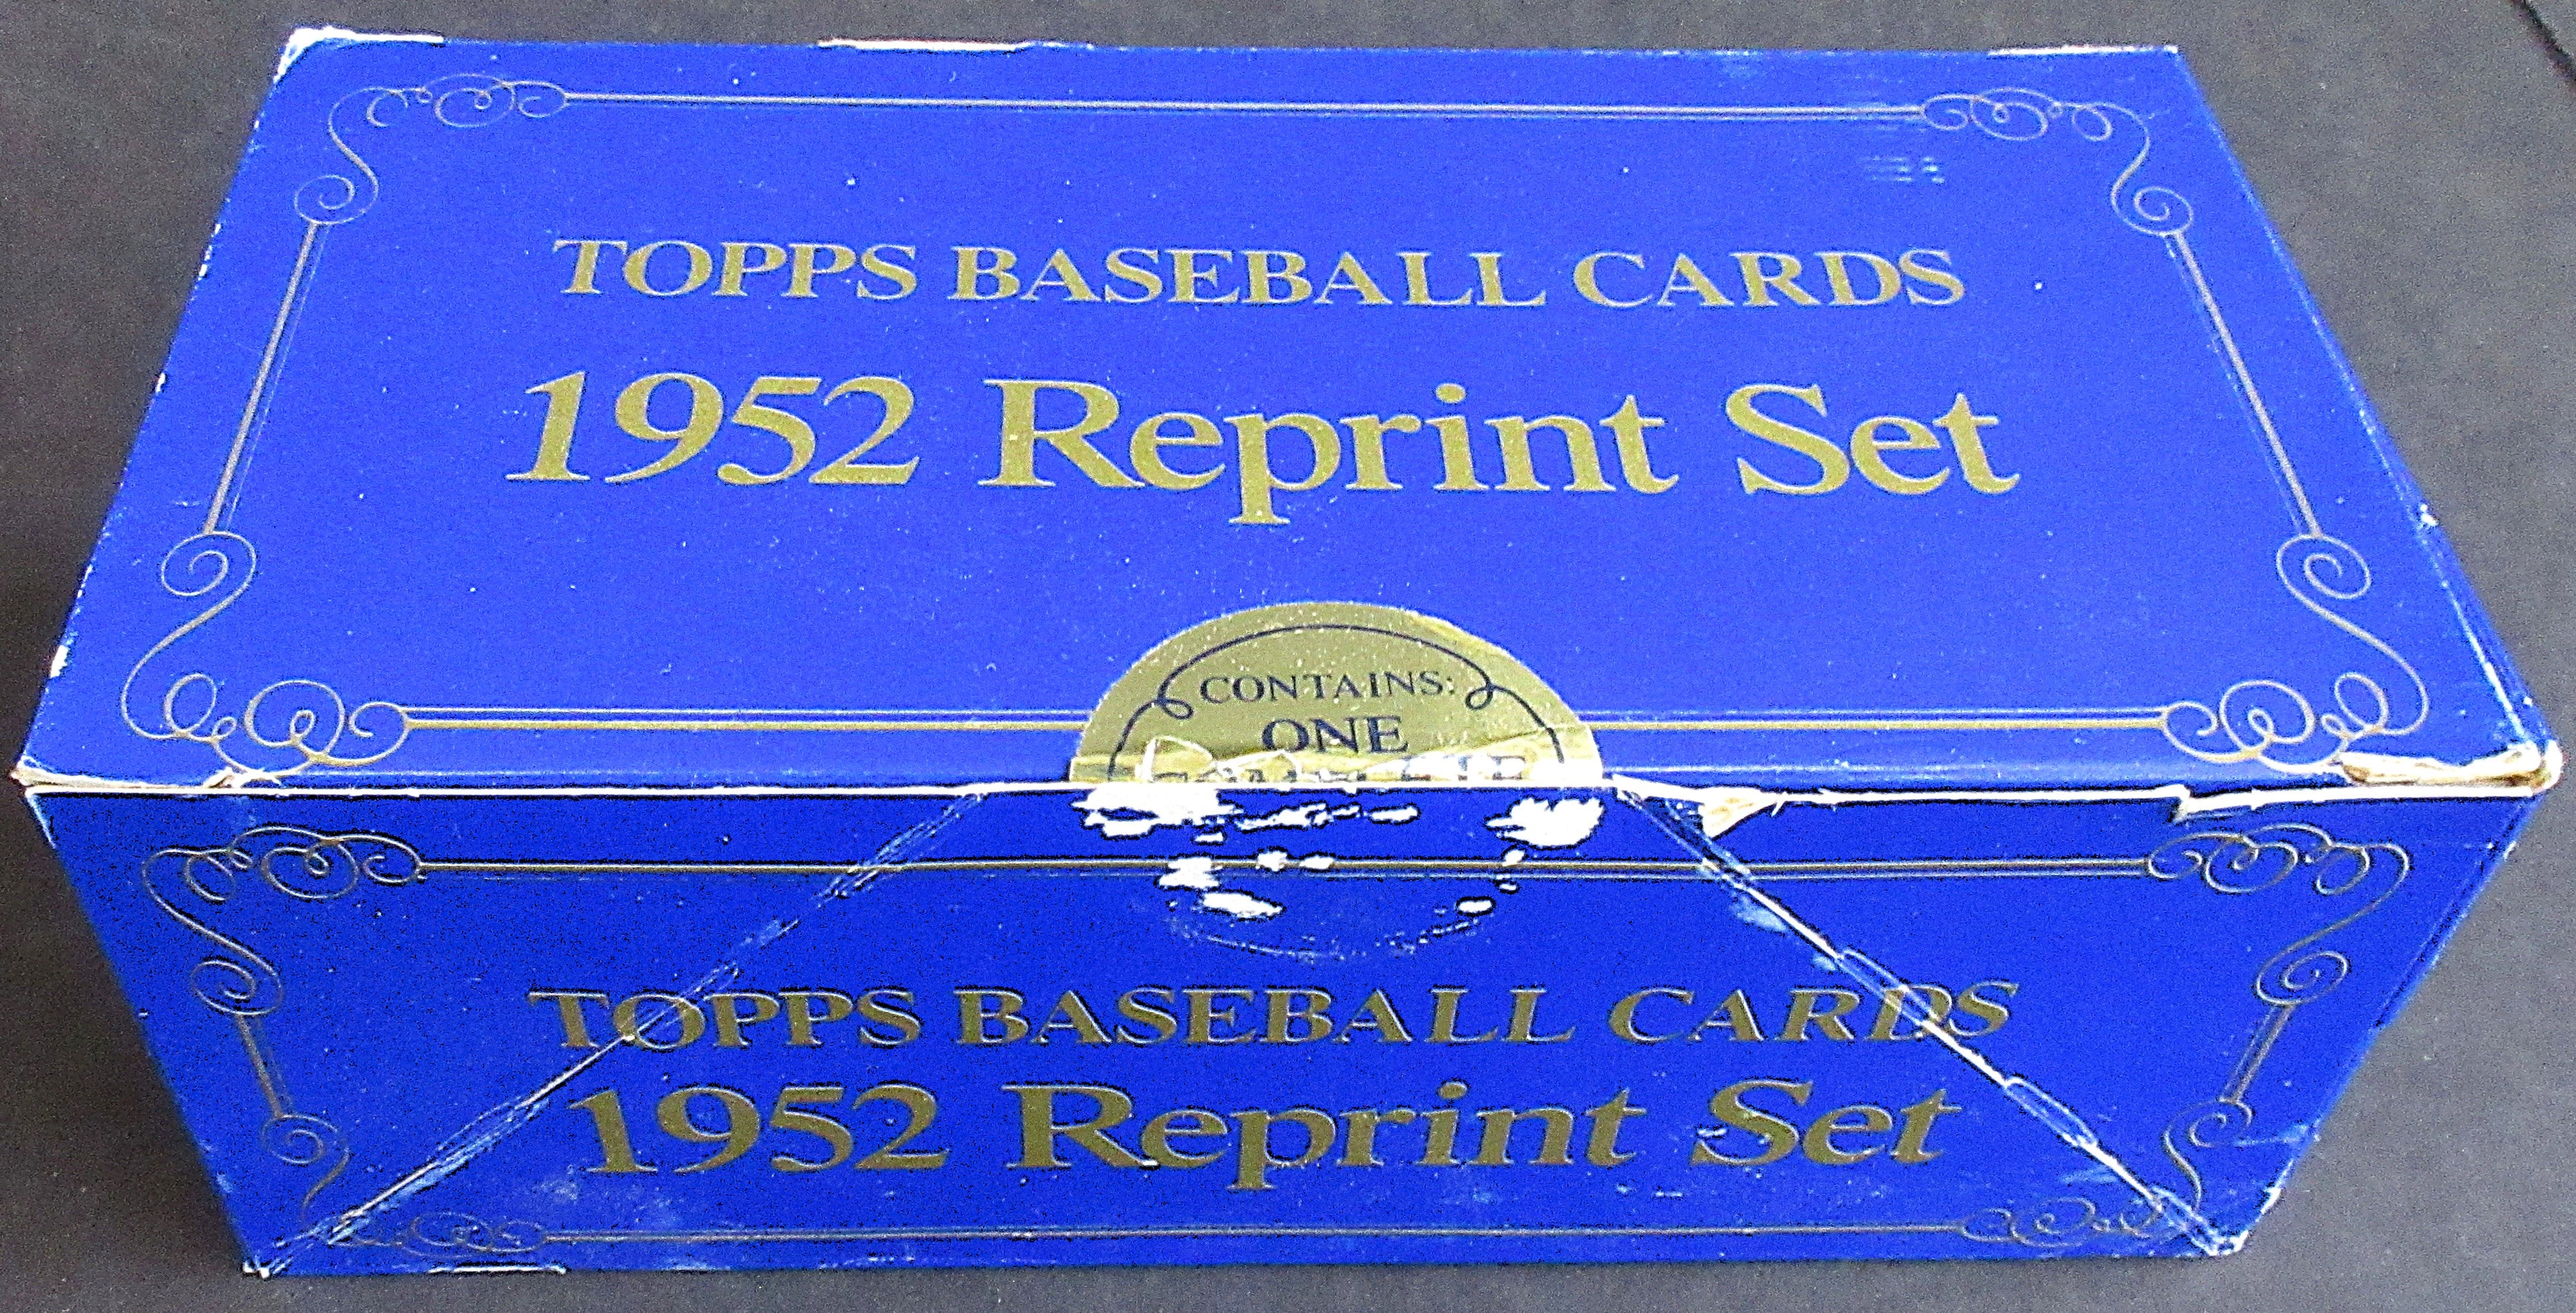 TOPPS BASEBALL CARDS
1952 Reprint Set
CONTAINS:
ONE
TOPPS BASEBALL CARDS
1952 Reprint Set